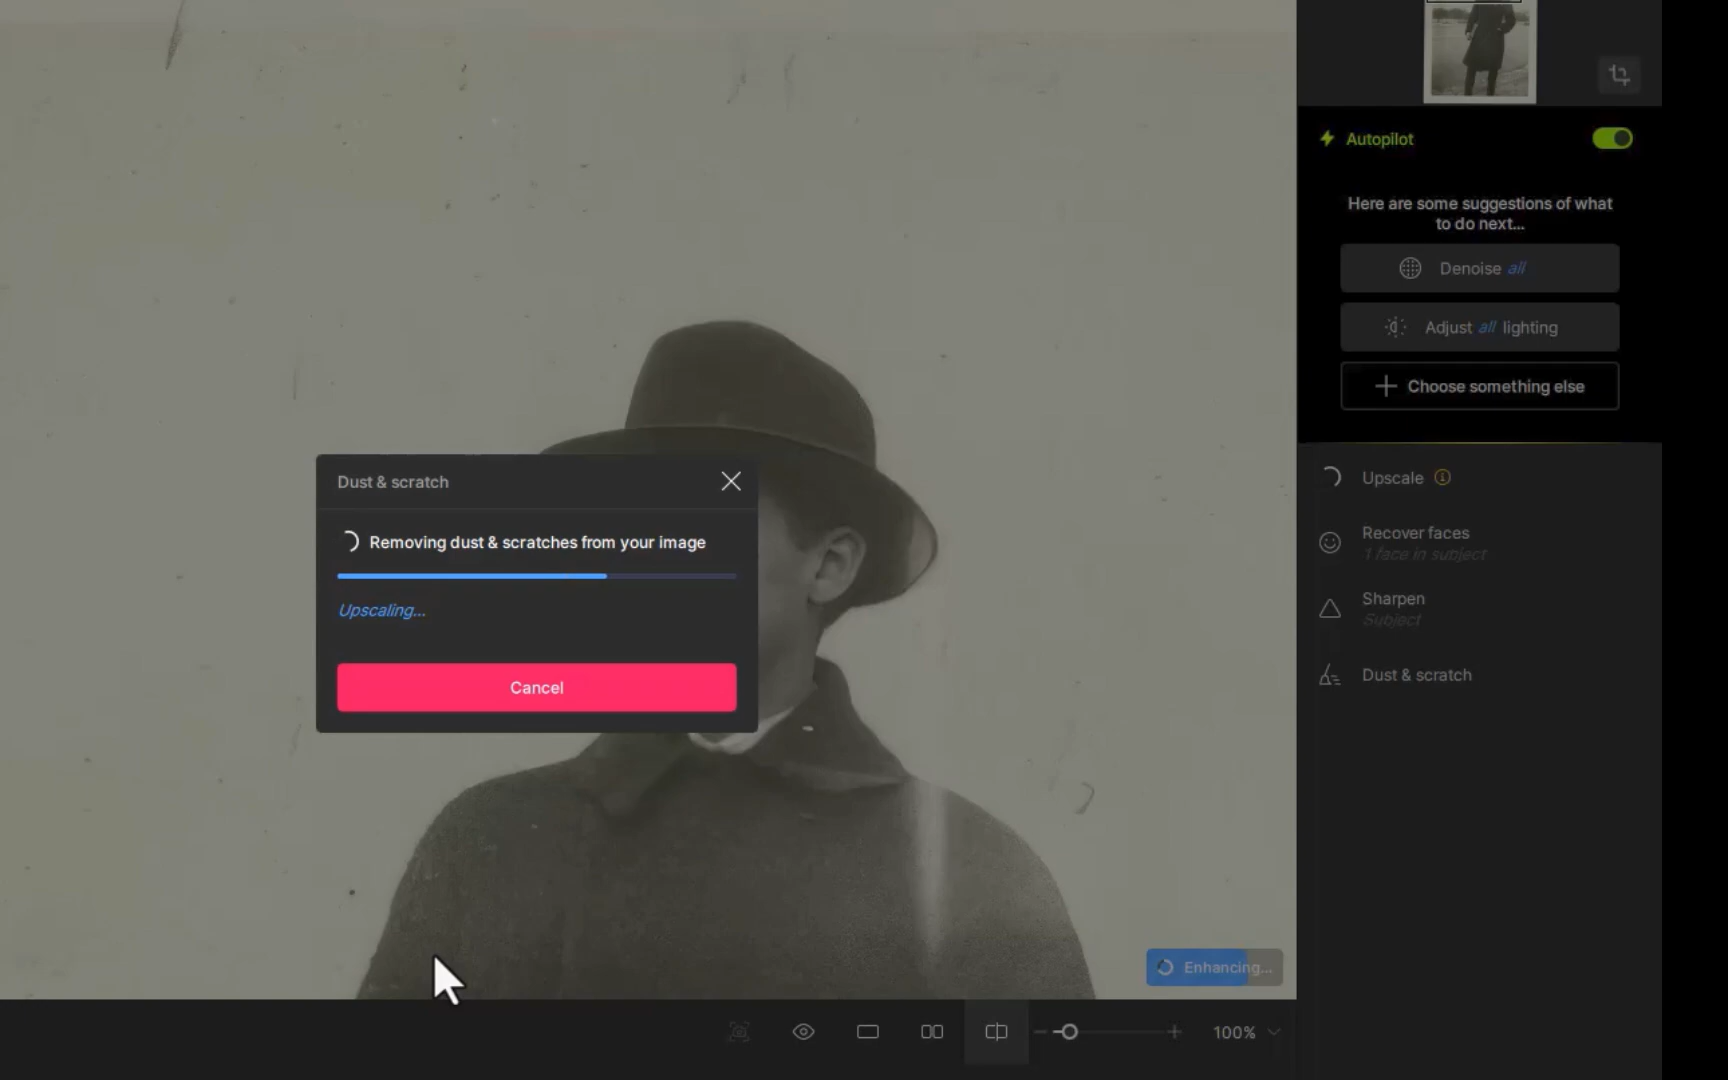 Autopilot
Here are some suggestions of what
to do next...
Denoise all
Adjust all lighting
Choose something else
Dust & scratch
Removing dust & scratches from your image
Upscaling...
Cancel
Upscale
Recover faces
1 face in subject
Sharpen
Subject
Dust & scratch
Enhancing...
100%